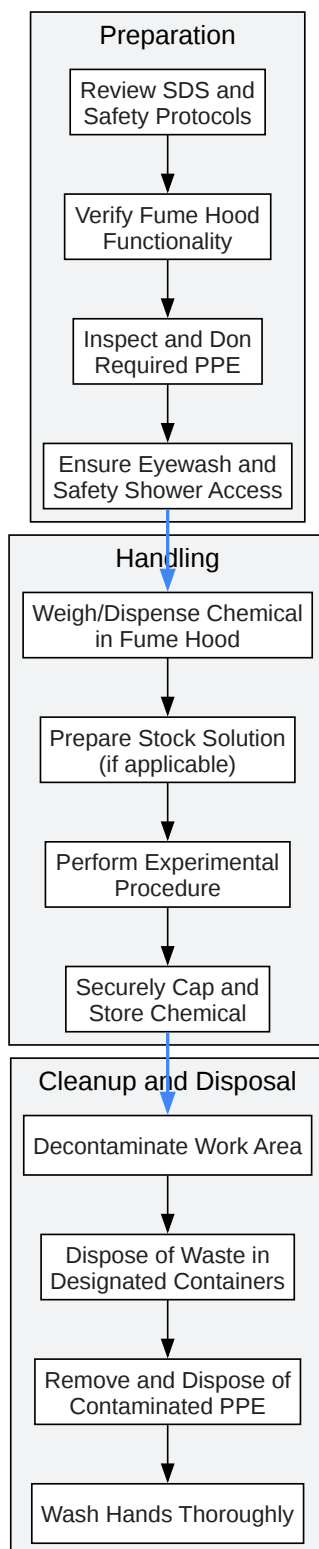 Preparation
Review SDS and
Safety Protocols
Verify Fume Hood
Functionality
Inspect and Don
Required PPE
Ensure Eyewash and
Safety Shower Access
Handling
Weigh/Dispense Chemical
in Fume Hood
Prepare Stock Solution
(if applicable)
Perform Experimental
Procedure
Securely Cap and
Store Chemical
Cleanup and Disposal
Decontaminate Work Area
Dispose of Waste in
Designated Containers
Remove and Dispose of
Contaminated PPE
Wash Hands Thoroughly